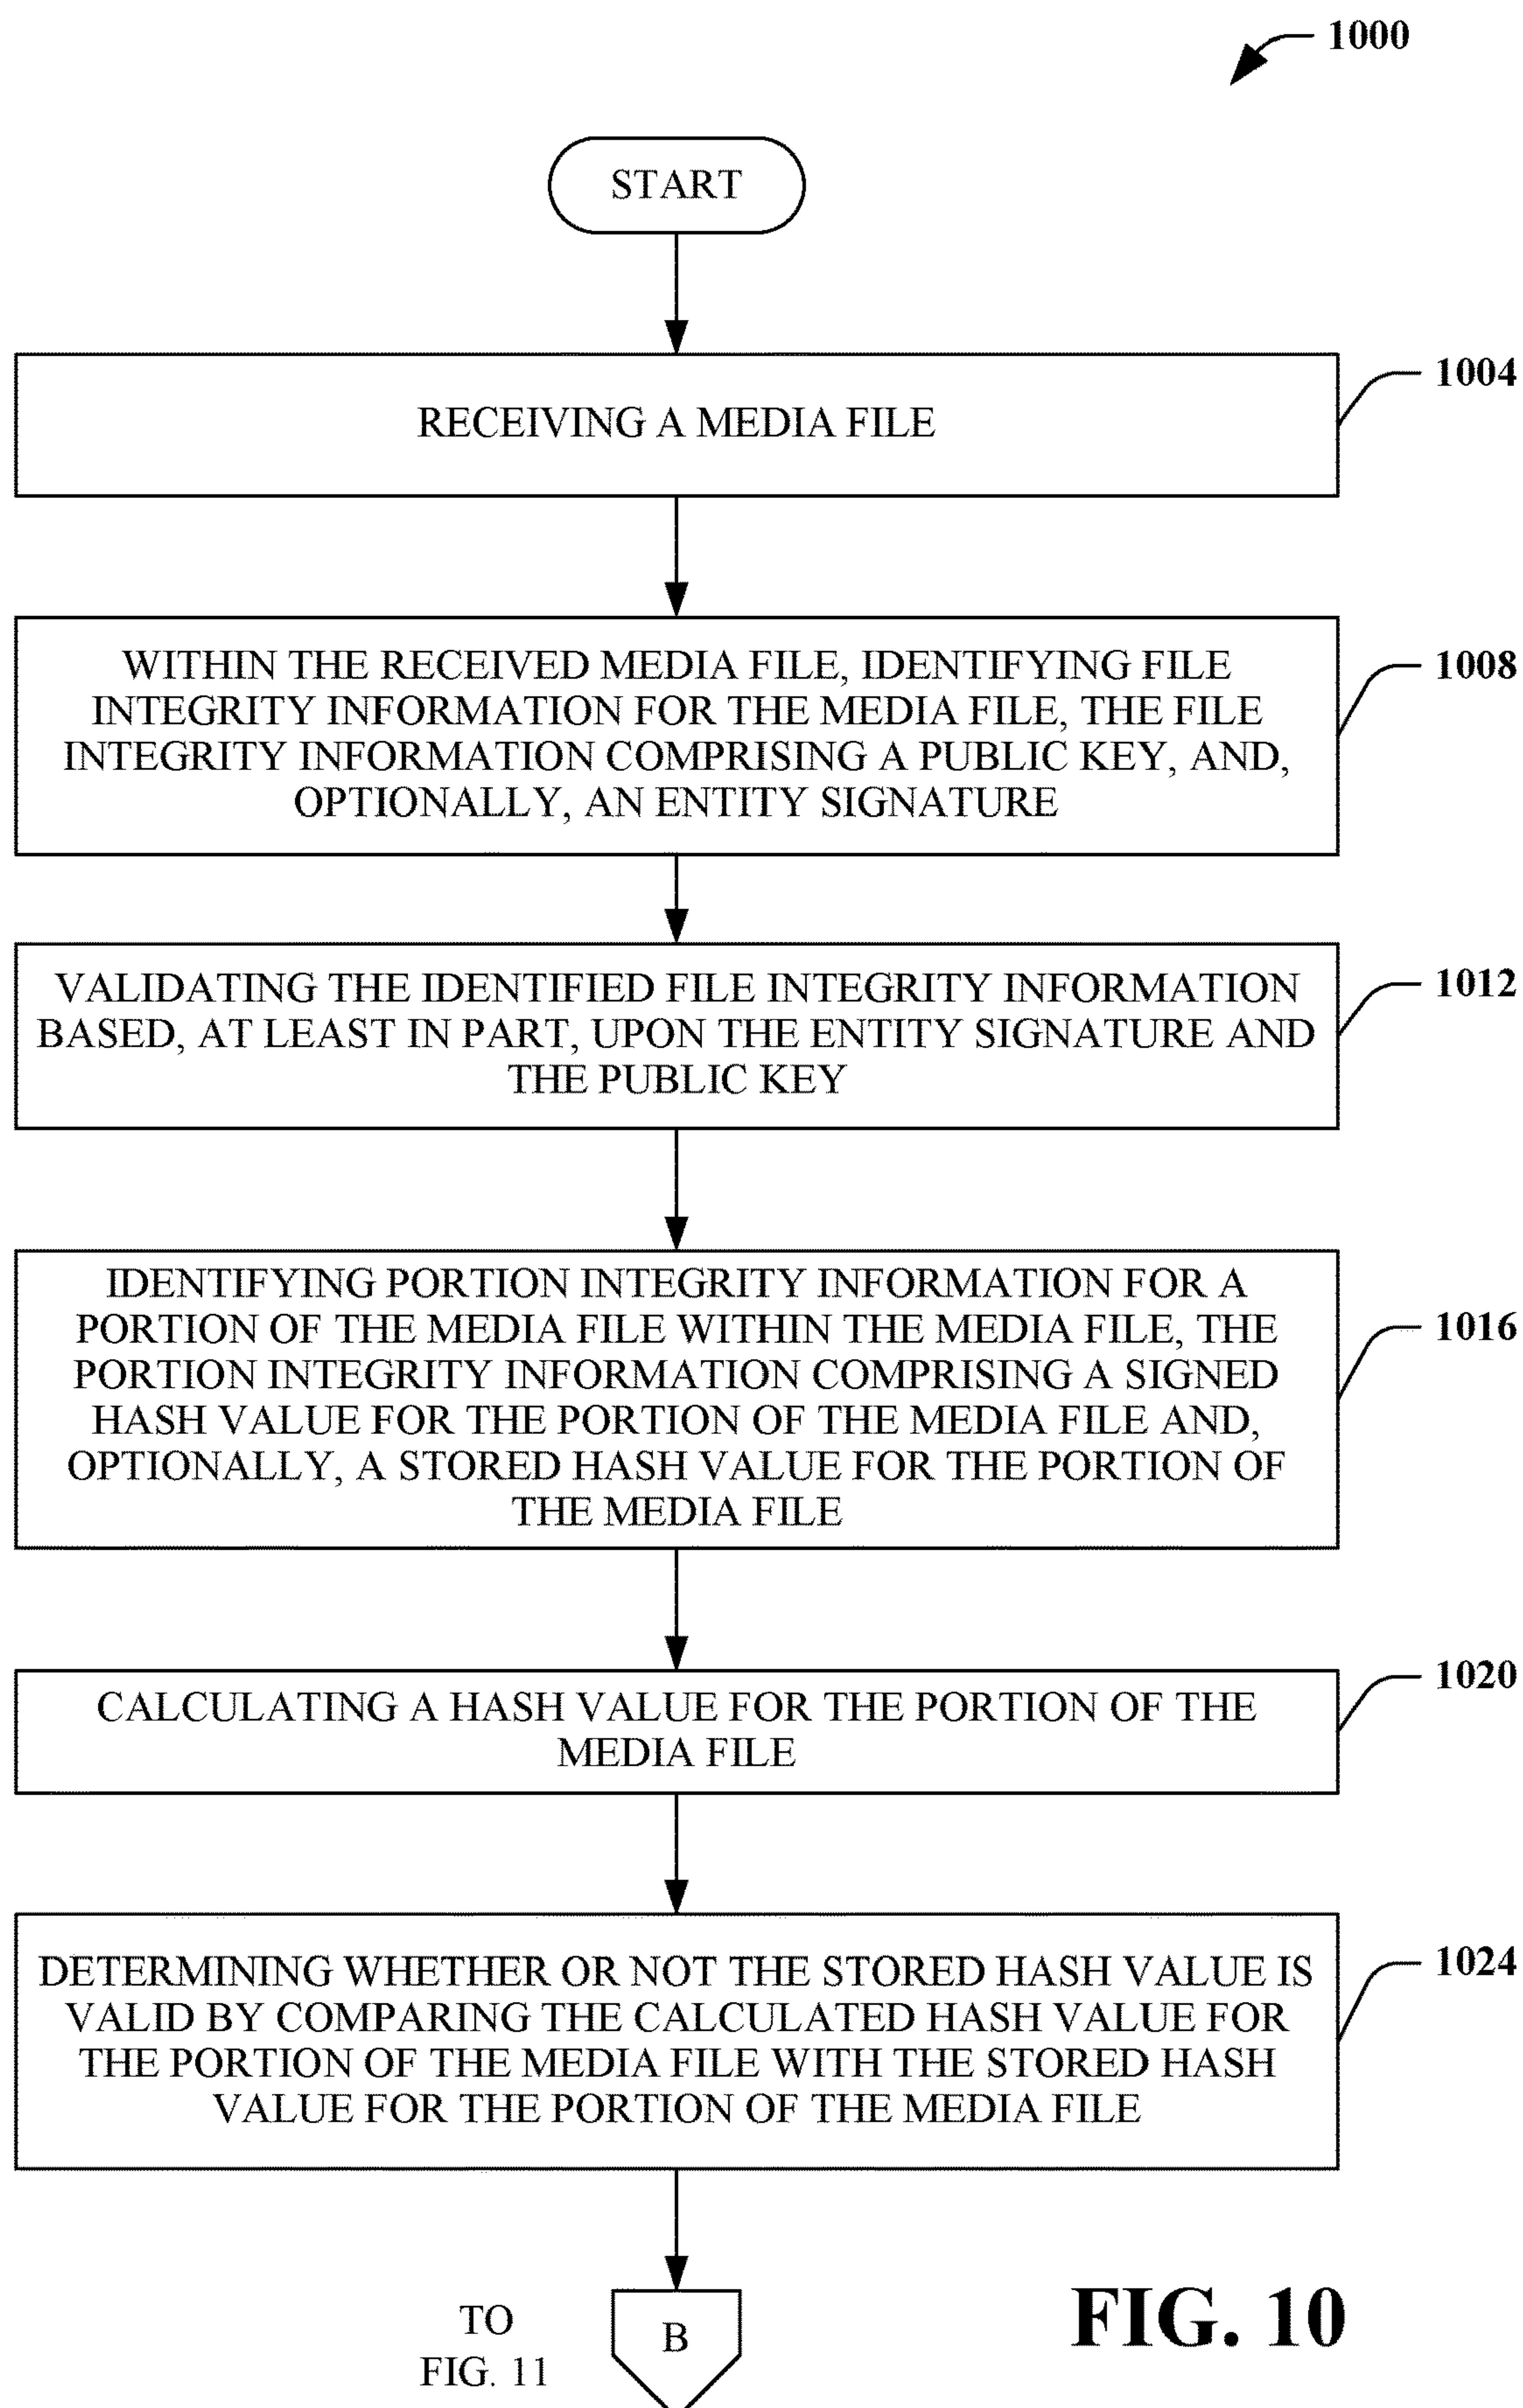 1000
START
RECEIVING A MEDIA FILE
1004
WITHIN THE RECEIVED MEDIA FILE, IDENTIFYING FILE
INTEGRITY INFORMATION FOR THE MEDIA FILE, THE FILE
INTEGRITY INFORMATION COMPRISING A PUBLIC KEY, AND,
OPTIONALLY, AN ENTITY SIGNATURE
1008
VALIDATING THE IDENTIFIED FILE INTEGRITY INFORMATION
BASED, AT LEAST IN PART, UPON THE ENTITY SIGNATURE AND
THE PUBLIC KEY
1012
IDENTIFYING PORTION INTEGRITY INFORMATION FOR A
PORTION OF THE MEDIA FILE WITHIN THE MEDIA FILE, THE
PORTION INTEGRITY INFORMATION COMPRISING A SIGNED
HASH VALUE FOR THE PORTION OF THE MEDIA FILE AND,
OPTIONALLY, A STORED HASH VALUE FOR THE PORTION OF
THE MEDIA FILE
1016
CALCULATING A HASH VALUE FOR THE PORTION OF THE
MEDIA FILE
1020
DETERMINING WHETHER OR NOT THE STORED HASH VALUE IS
VALID BY COMPARING THE CALCULATED HASH VALUE FOR
THE PORTION OF THE MEDIA FILE WITH THE STORED HASH
VALUE FOR THE PORTION OF THE MEDIA FILE
1024
TO
FIG. 11
B
FIG. 10